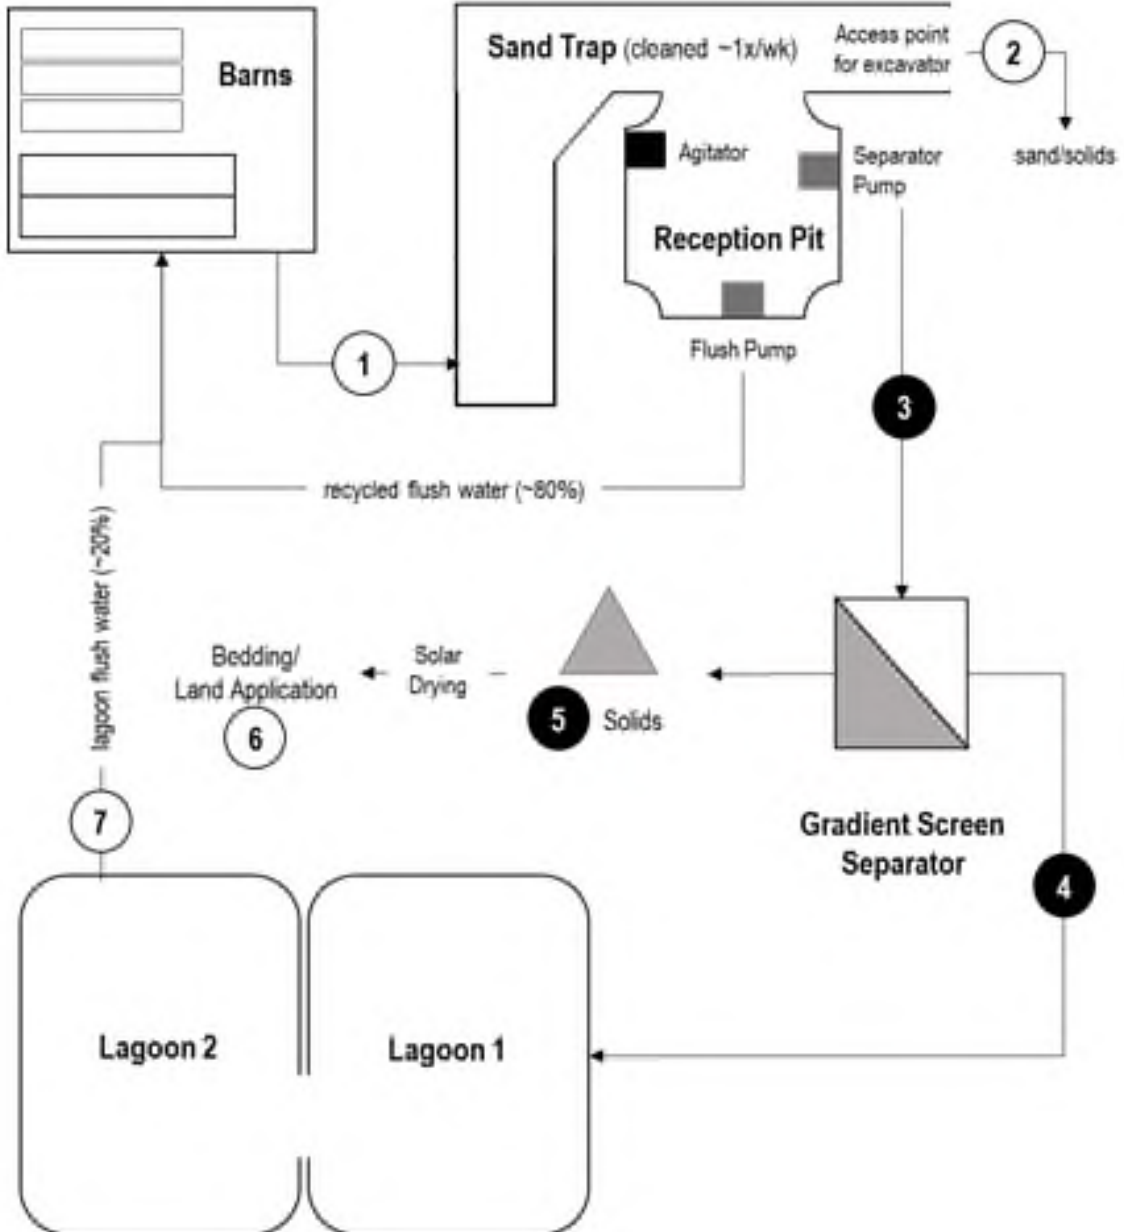 Barns
Sand Trap (cleaned ~1x/wk)
Access point
for excavator
2
sand/solids
Agitator
Separator
Pump
Reception Pit
Flush Pump
1
3
recycled flush water (~80%)
lagoon flush water (~20%)
Bedding/
Land Application
6
Solar
Drying
5
Solids
Gradient Screen
Separator
7
4
Lagoon 2
Lagoon 1